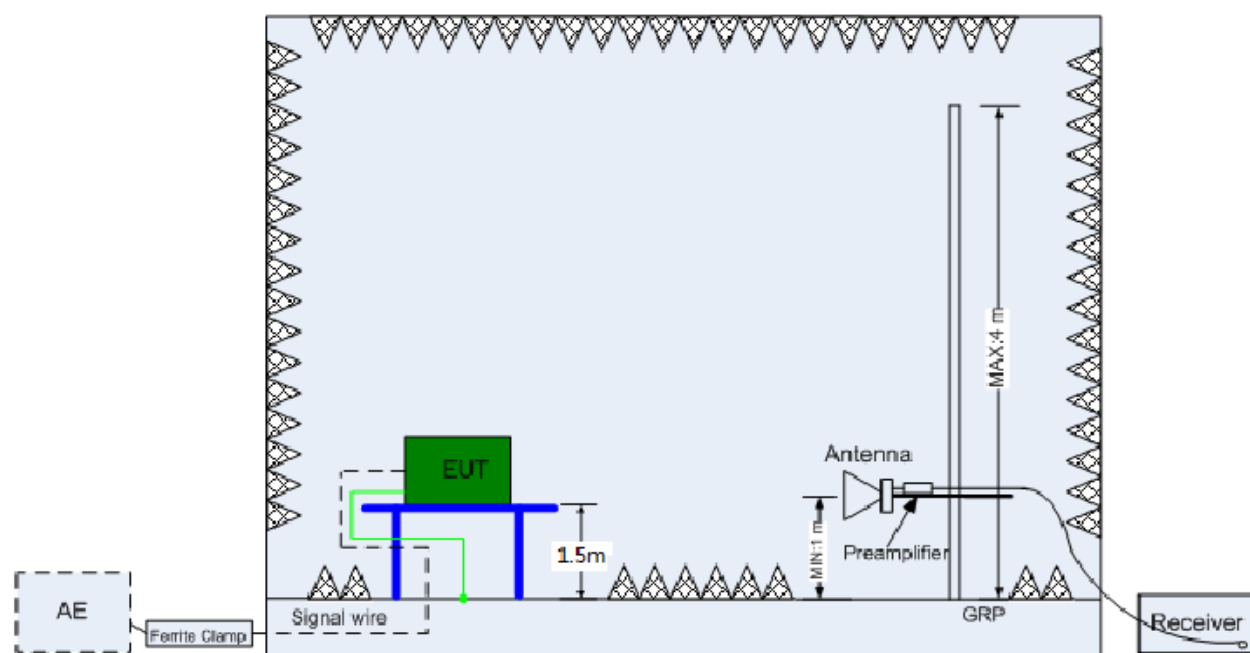 MAX:4 m
Antenna
EUT
MIN:1 m
Preamplifier
1.5m
AE
Signal wire
GRP
Receiver
Ferrite Clamp